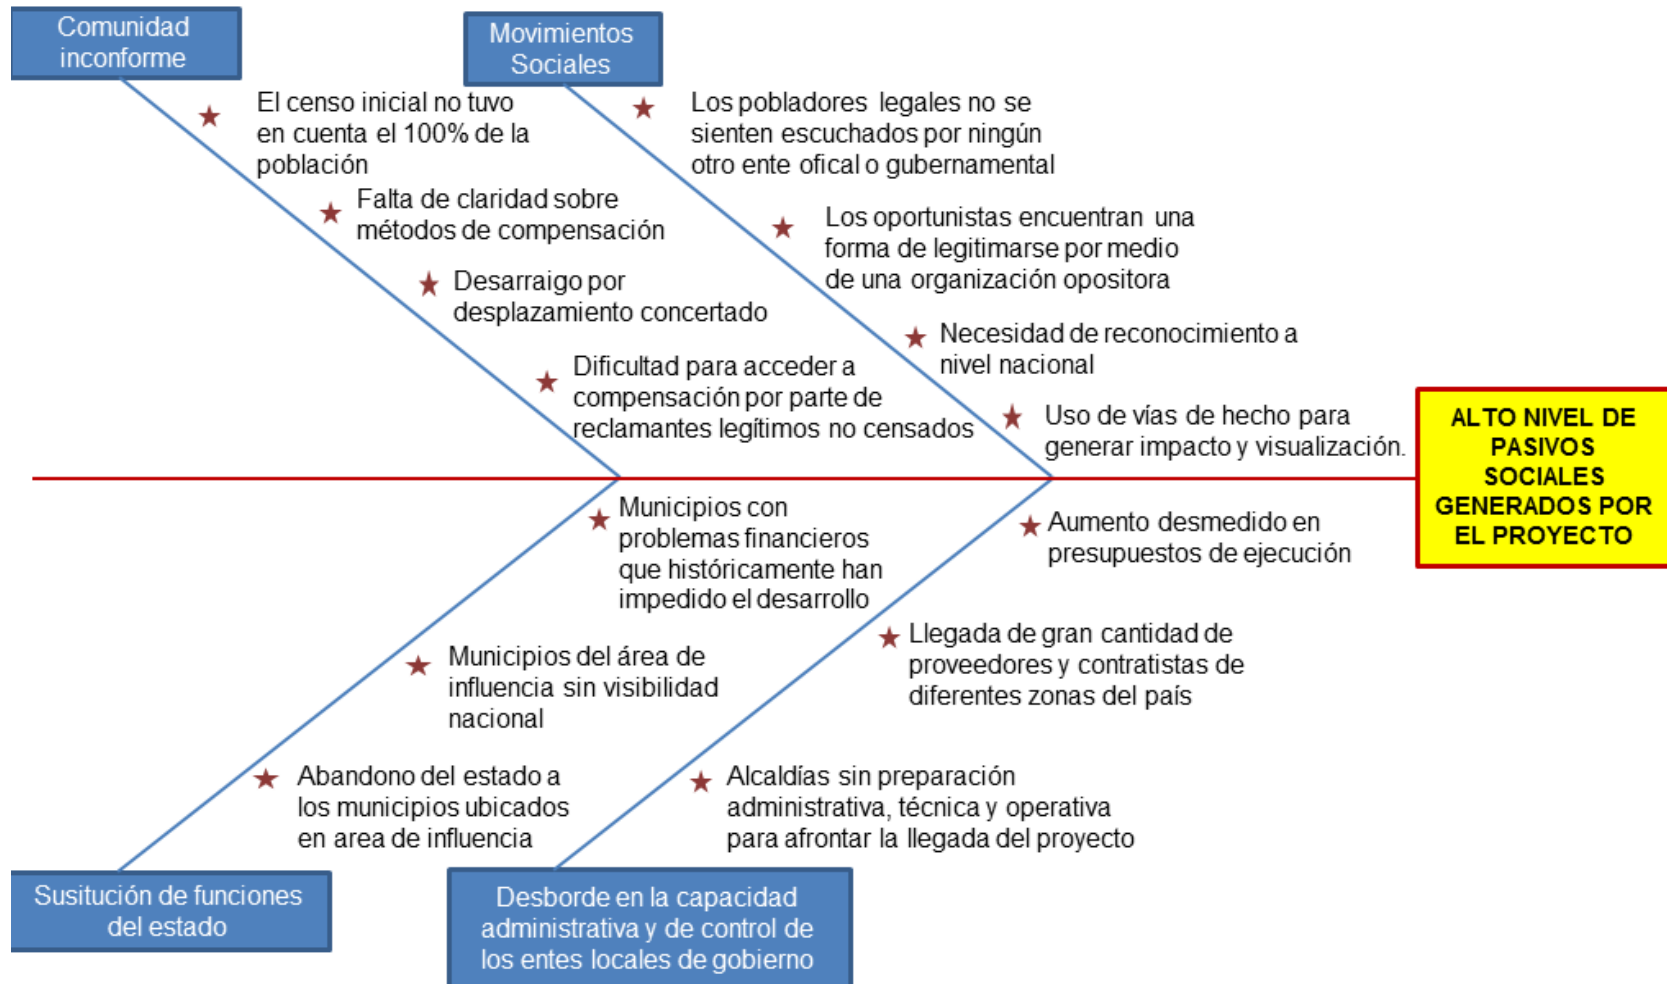 Comunidad
inconforme
El censo inicial no tuvo
en cuenta el 100% de la
población
Falta de claridad sobre
métodos de compensación
Desarraigo por
desplazamiento concertado
Dificultad para acceder a
compensación por parte de
reclamantes legítimos no censados
Movimientos
Sociales
Los pobladores legales no se
sienten escuchados por ningún
otro ente ofical o gubernamental
Los oportunistas encuentran una
forma de legitimarse por medio
de una organización opositora
Necesidad de reconocimiento a
nivel nacional
Uso de vías de hecho para
generar impacto y visualización.
ALTO NIVEL DE
PASIVOS
SOCIALES
GENERADOS POR
EL PROYECTO
Municipios con
problemas financieros
que históricamente han
impedido el desarrollo
Municipios del área de
influencia sin visibilidad
nacional
Abandono del estado a
los municipios ubicados
en area de influencia
Susitución de funciones
del estado
Aumento desmedido en
presupuestos de ejecución
Llegada de gran cantidad de
proveedores y contratistas de
diferentes zonas del país
Alcaldías sin preparación
administrativa, técnica y operativa
para afrontar la llegada del proyecto
Desborde en la capacidad
administrativa y de control de
los entes locales de gobierno